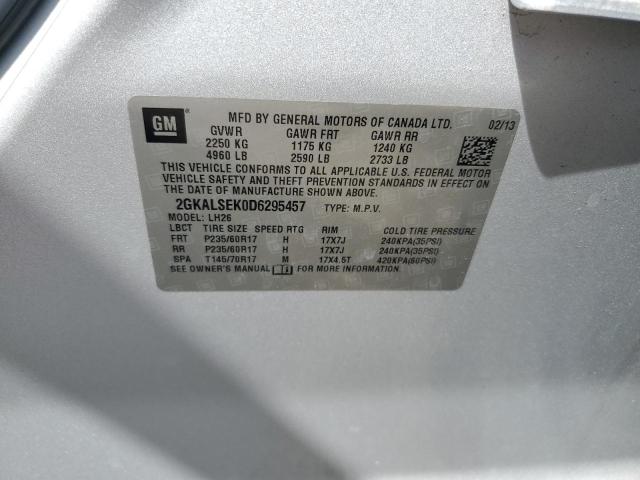 GM
MFD BY GENERAL MOTORS OF CANADA LTD. 02/13
GVWR GAWR FRT GAWR RR
2250 KG 1175 KG 1240 KG
4960 LB 2590 LB 2733 LB
THIS VEHICLE CONFORMS TO ALL APPLICABLE U.S. FEDERAL MOTOR
VEHICLE SAFETY AND THEFT PREVENTION STANDARDS IN EFFECT ON
THE DATE OF MANUFACTURE SHOWN ABOVE.
2GKALSEK0D6295457 TYPE: M.P.V.
MODEL: LH26
LBCT TIRE SIZE SPEED RTG RIM COLD TIRE PRESSURE
FRT P235/60R17 H 17X7J 240KPA(35PSI)
RR P235/60R17 H 17X7J 240KPA(35PSI)
SPA T145/70R17 M 17X4.5T 420KPA(60PSI)
SEE OWNER'S MANUAL FOR MORE INFORMATION.